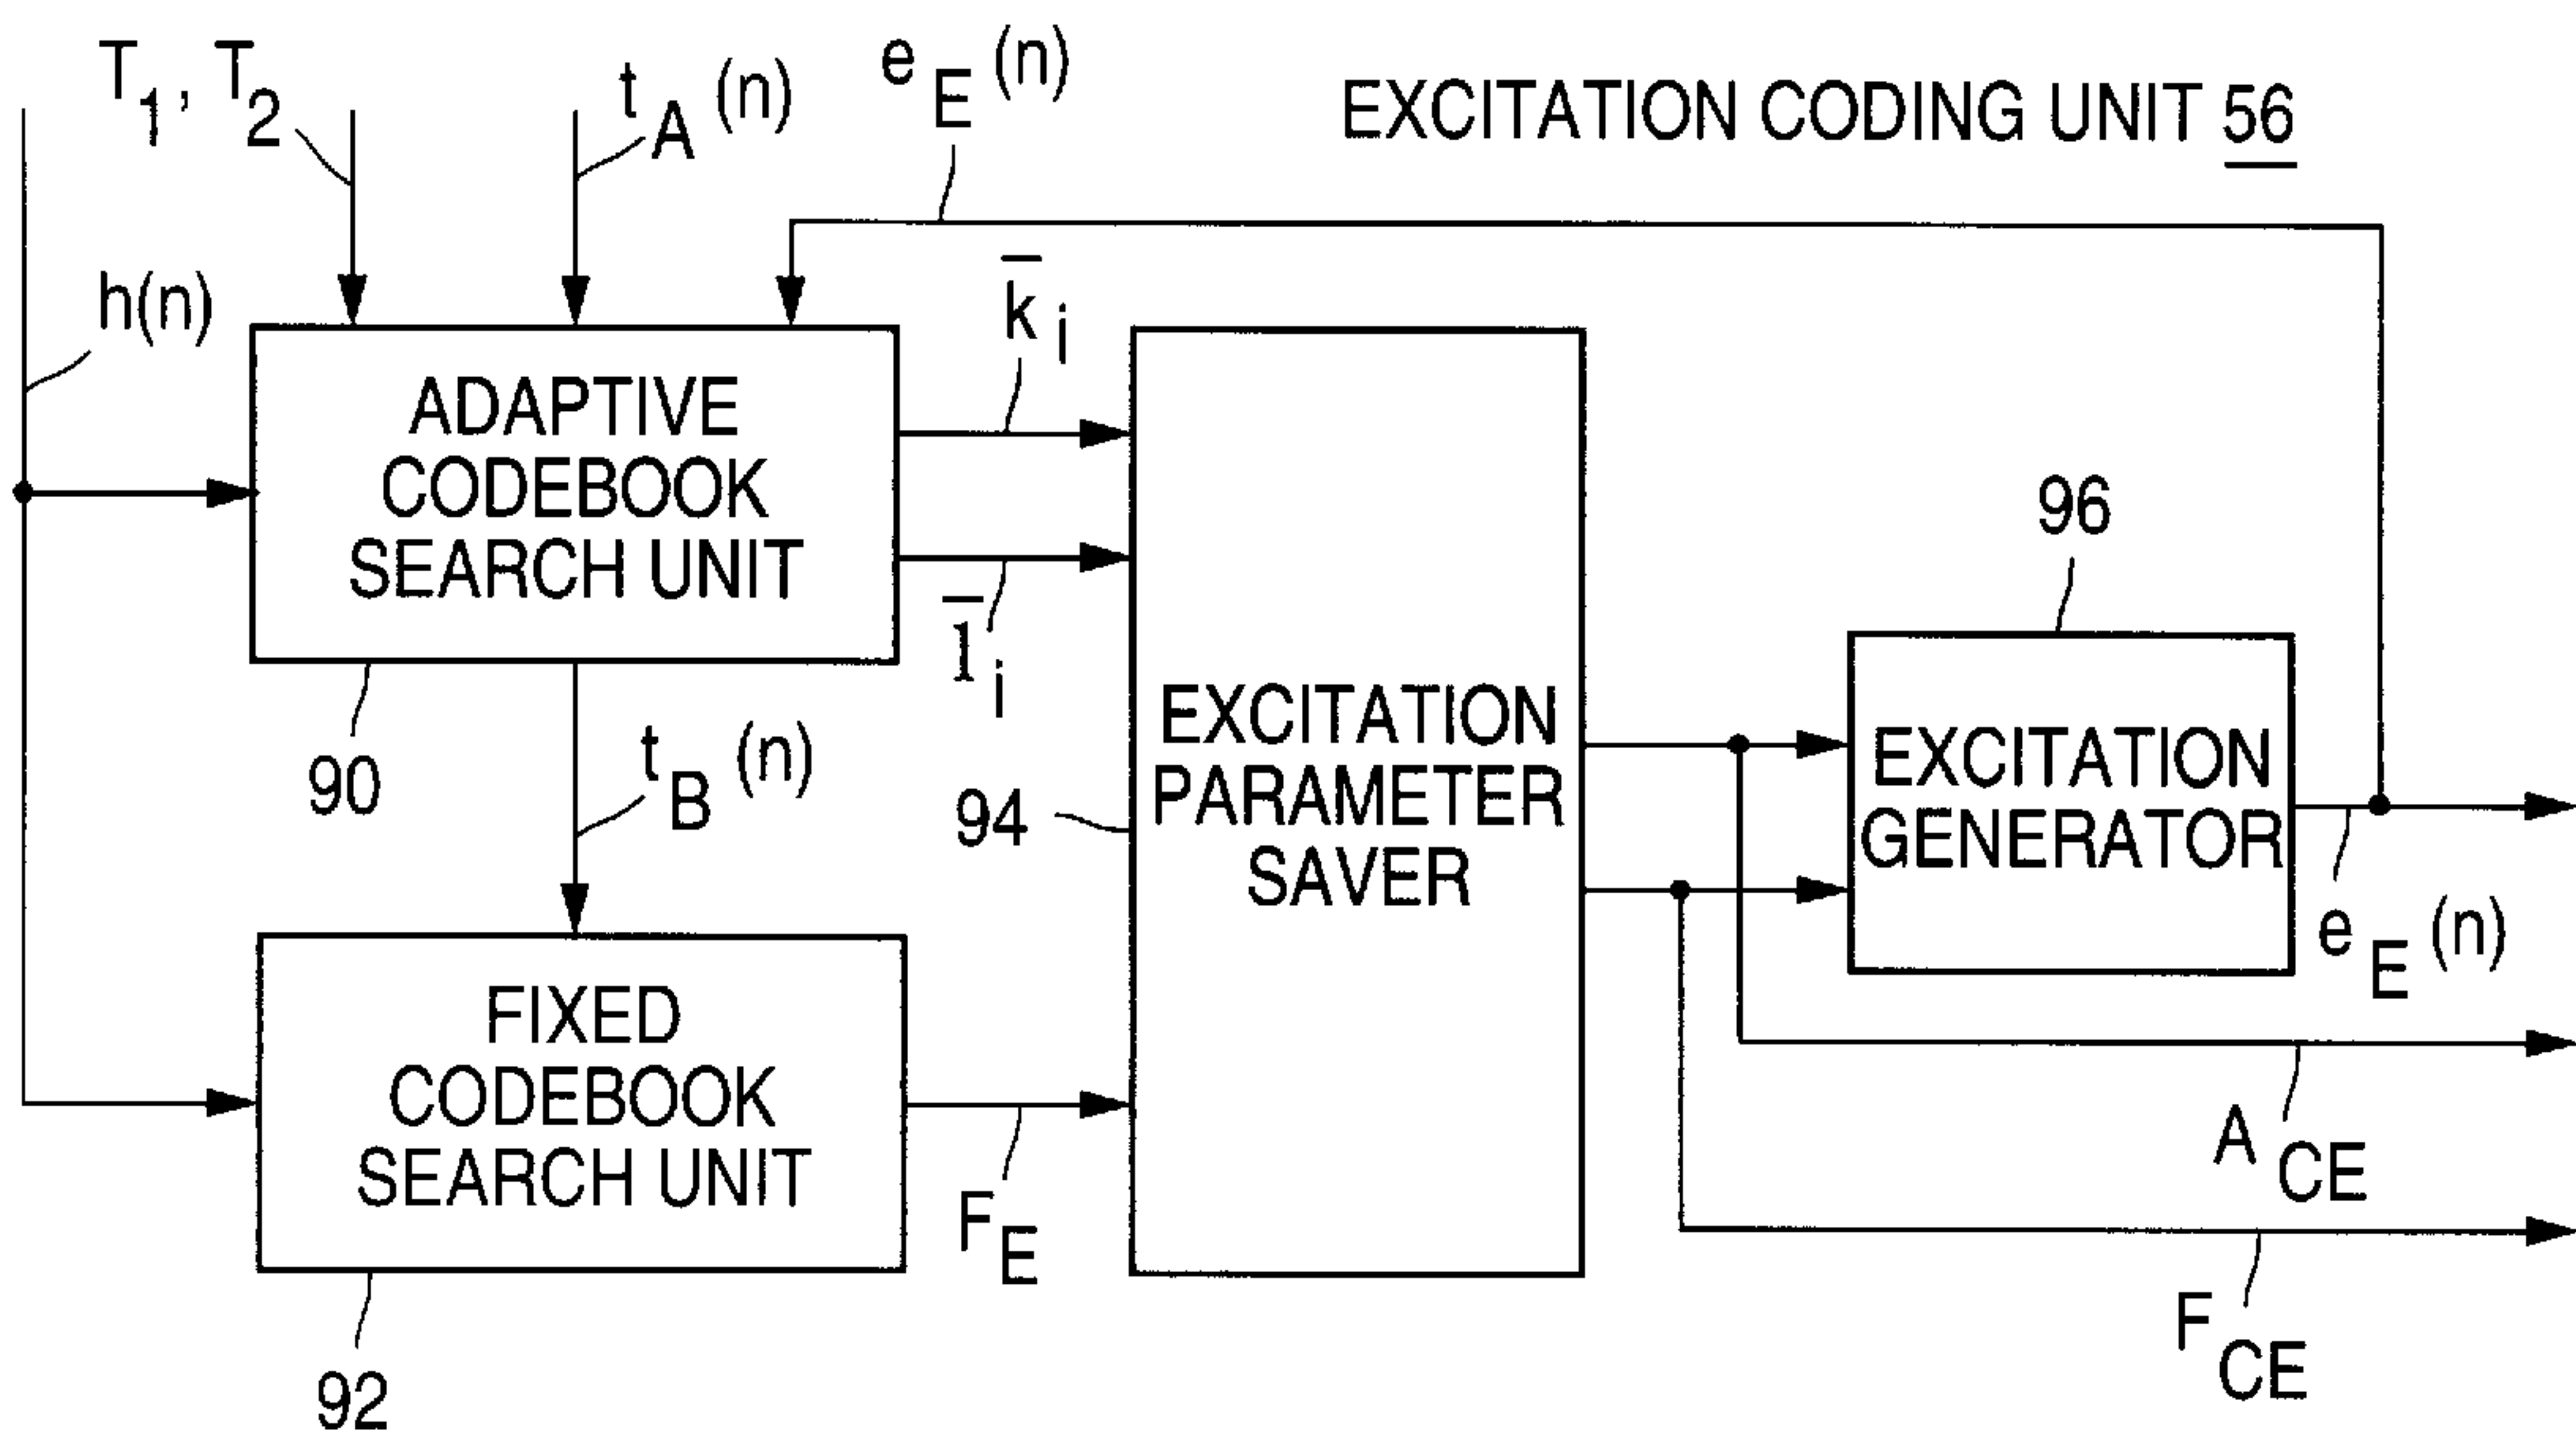 T1, T2
tA(n)
eE(n)
EXCITATION CODING UNIT 56
h(n)
k̄i
ADAPTIVE
CODEBOOK
SEARCH UNIT
l̄i
90
tB(n)
94
EXCITATION
PARAMETER
SAVER
96
EXCITATION
GENERATOR
eE(n)
FIXED
CODEBOOK
SEARCH UNIT
92
FE
ACE
FCE